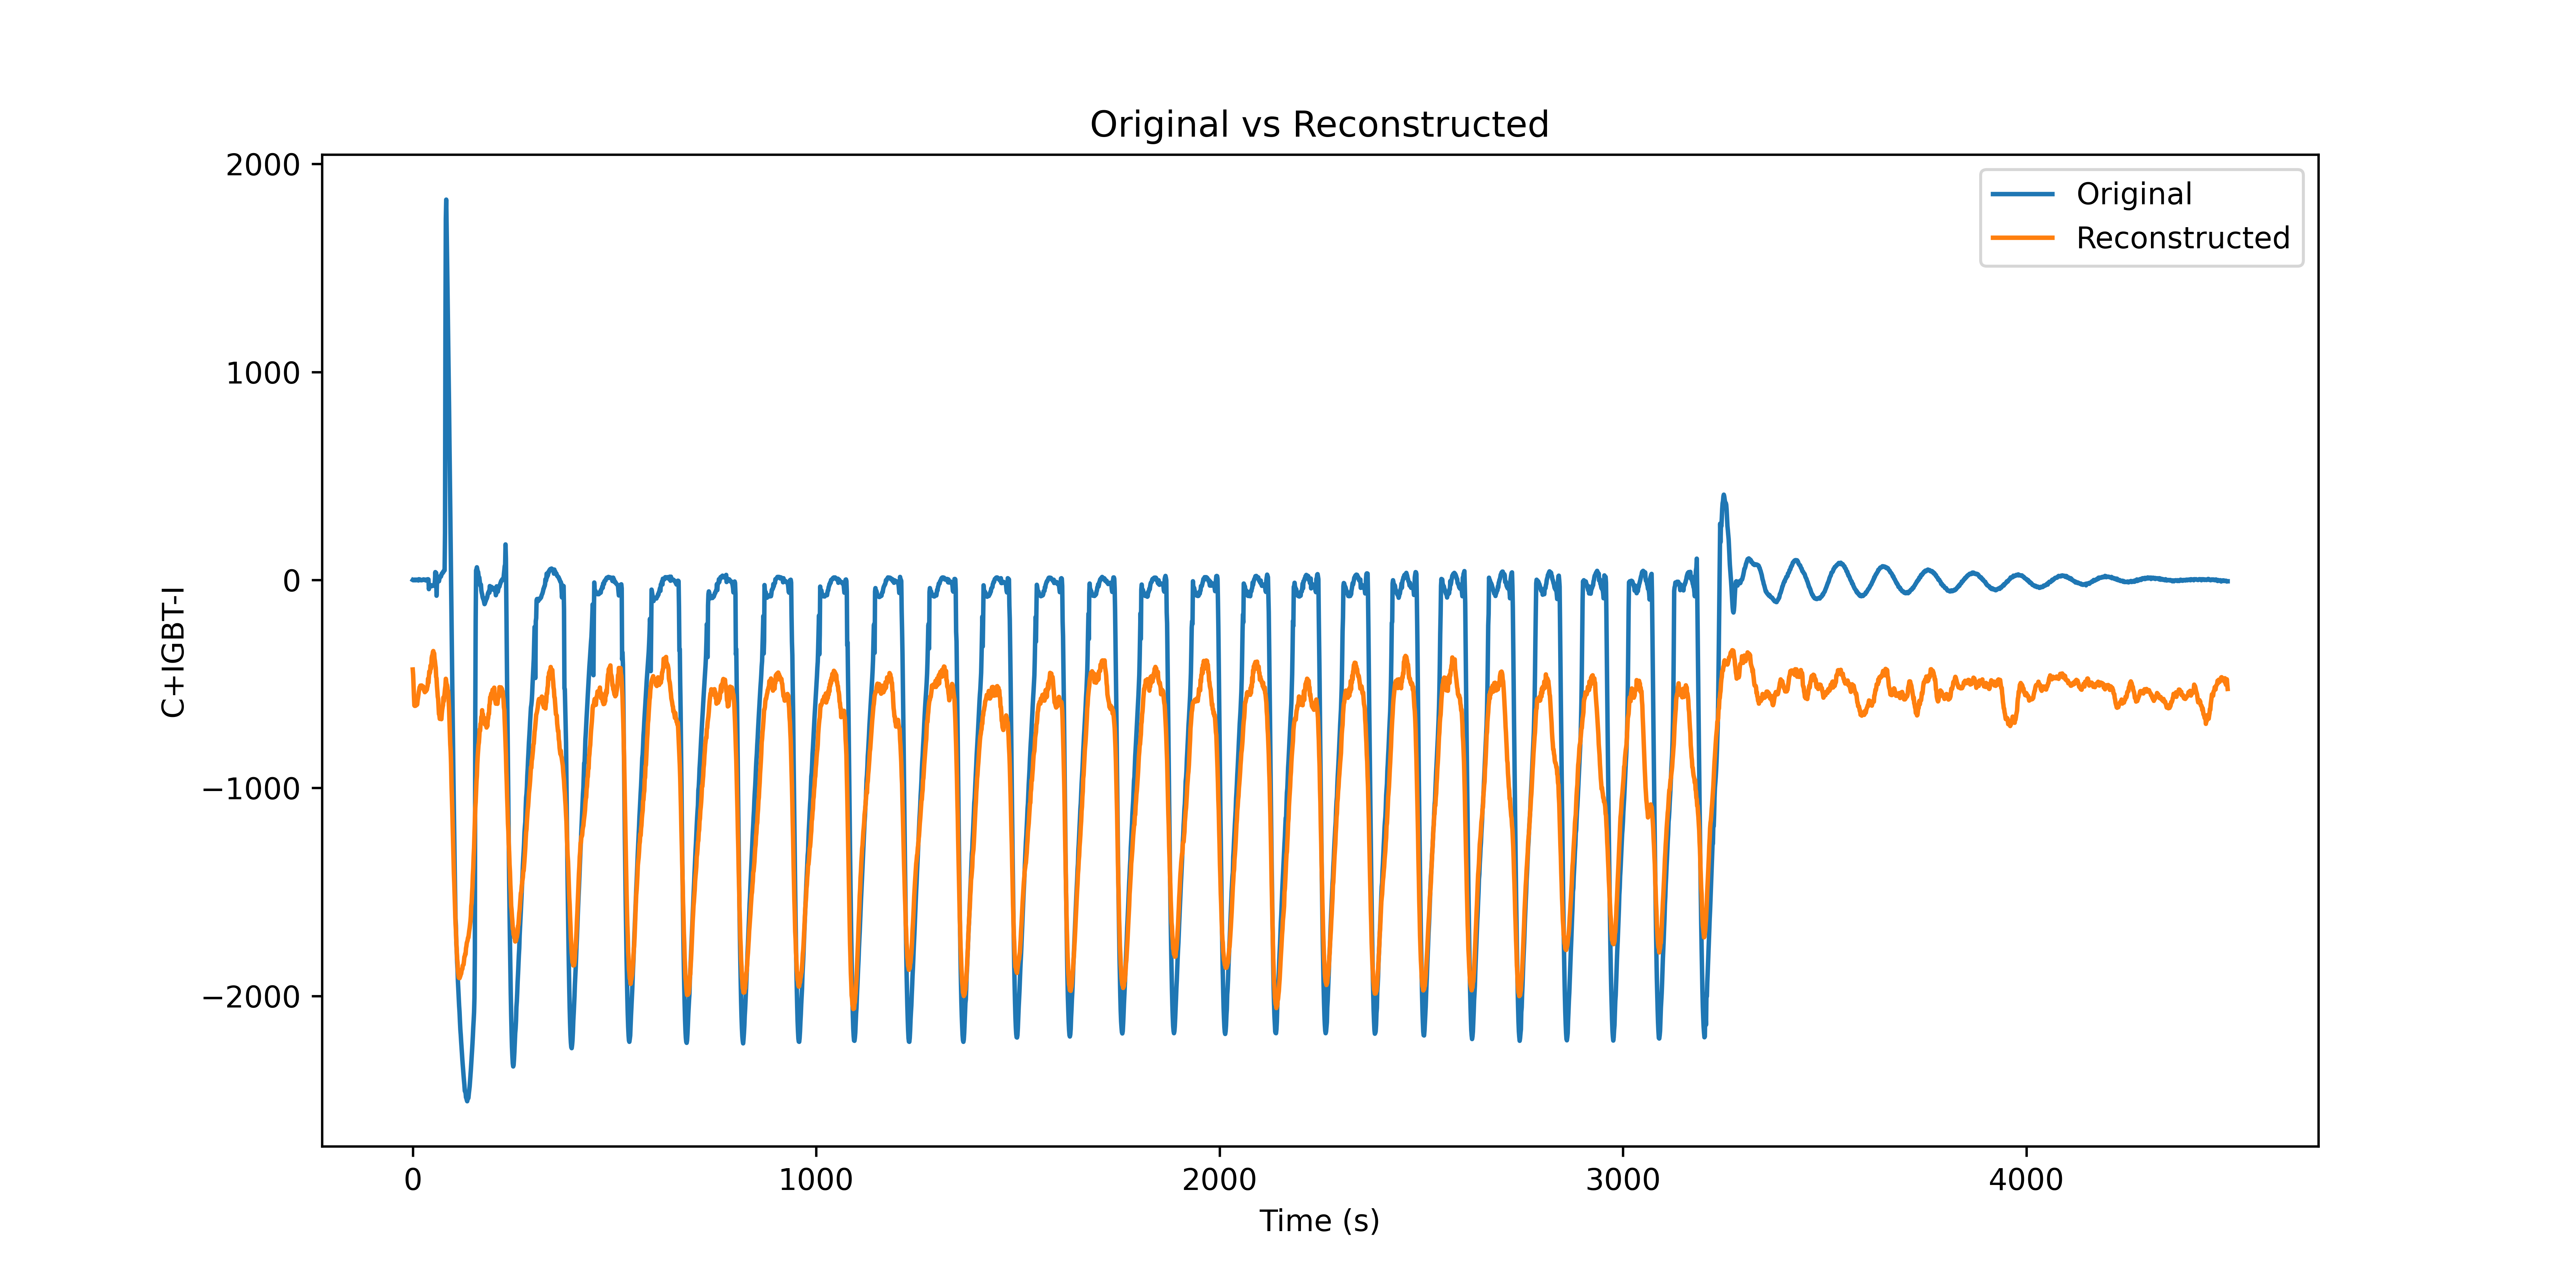 Original vs Reconstructed
Original
Reconstructed
2000
1000
0
−1000
−2000
C+IGBT-I
0
1000
2000
3000
4000
Time (s)